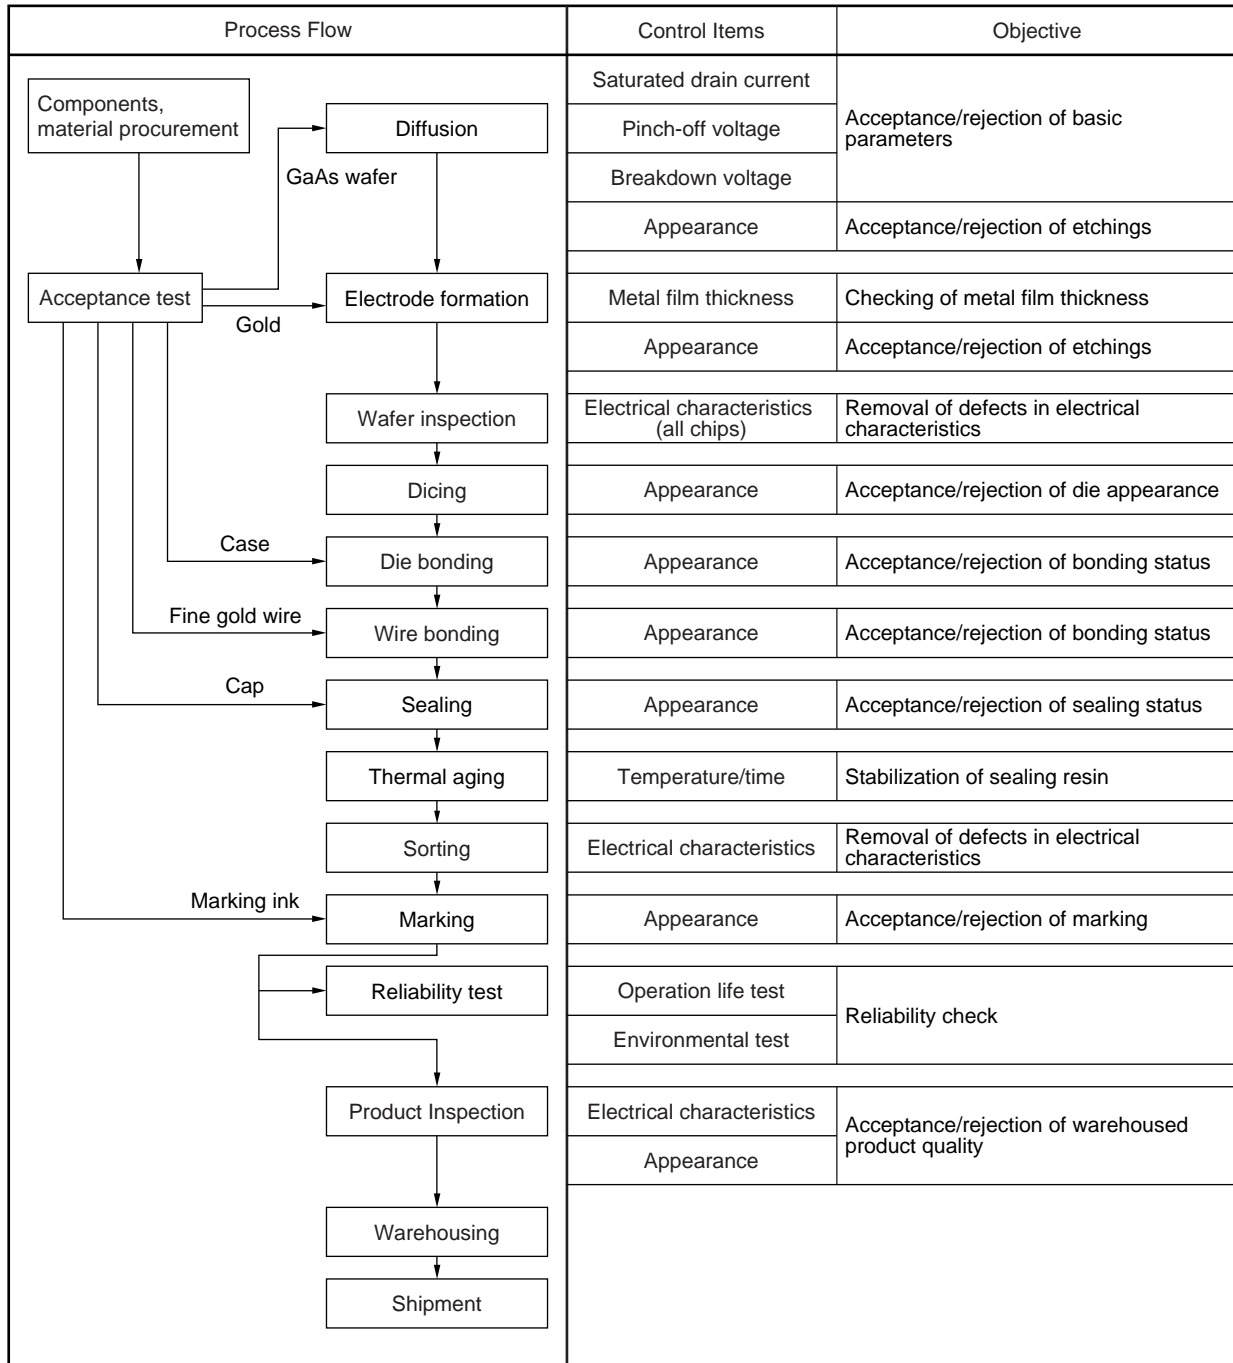 Process Flow
Control Items
Objective
Components,
material procurement
Diffusion
GaAs wafer
Saturated drain current
Pinch-off voltage
Breakdown voltage
Acceptance/rejection of basic
parameters
Appearance
Acceptance/rejection of etchings
Acceptance test
Gold
Electrode formation
Metal film thickness
Checking of metal film thickness
Appearance
Acceptance/rejection of etchings
Wafer inspection
Electrical characteristics
(all chips)
Removal of defects in electrical
characteristics
Dicing
Appearance
Acceptance/rejection of die appearance
Case
Die bonding
Appearance
Acceptance/rejection of bonding status
Fine gold wire
Wire bonding
Appearance
Acceptance/rejection of bonding status
Cap
Sealing
Appearance
Acceptance/rejection of sealing status
Thermal aging
Temperature/time
Stabilization of sealing resin
Sorting
Electrical characteristics
Removal of defects in electrical
characteristics
Marking ink
Marking
Appearance
Acceptance/rejection of marking
Reliability test
Operation life test
Environmental test
Reliability check
Product Inspection
Electrical characteristics
Appearance
Acceptance/rejection of warehoused
product quality
Warehousing
Shipment